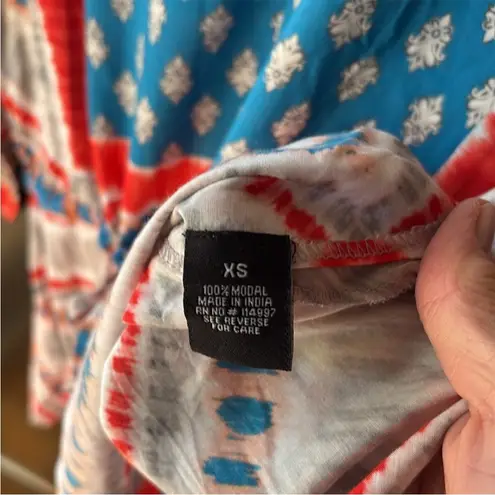 XS
100% MODAL
MADE IN INDIA
RN NO # 114997
SEE REVERSE
FOR CARE